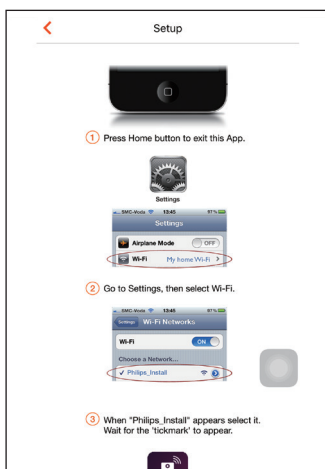 Setup
1 Press Home button to exit this App.
Settings
SMC-Voda 13:45 97%
Settings
Airplane Mode OFF
Wi-Fi My home Wi-Fi
2 Go to Settings, then select Wi-Fi.
SMC-Voda 13:45 97%
Settings Wi-Fi Networks
Wi-Fi ON
Choose a Network...
Philips_Install
3 When "Philips_Install" appears select it.
Wait for the 'tickmark' to appear.